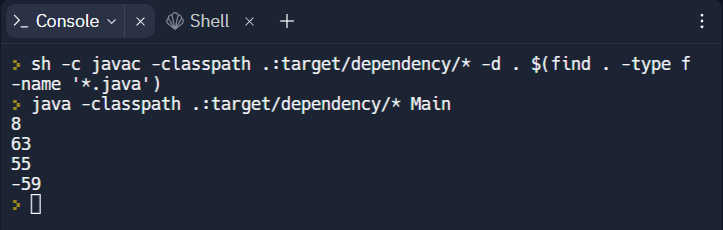 Console
Shell
> sh -c javac -classpath .:target/dependency/* -d . $(find . -type f
-name '*.java')
> java -classpath .:target/dependency/* Main
8
63
55
-59
>